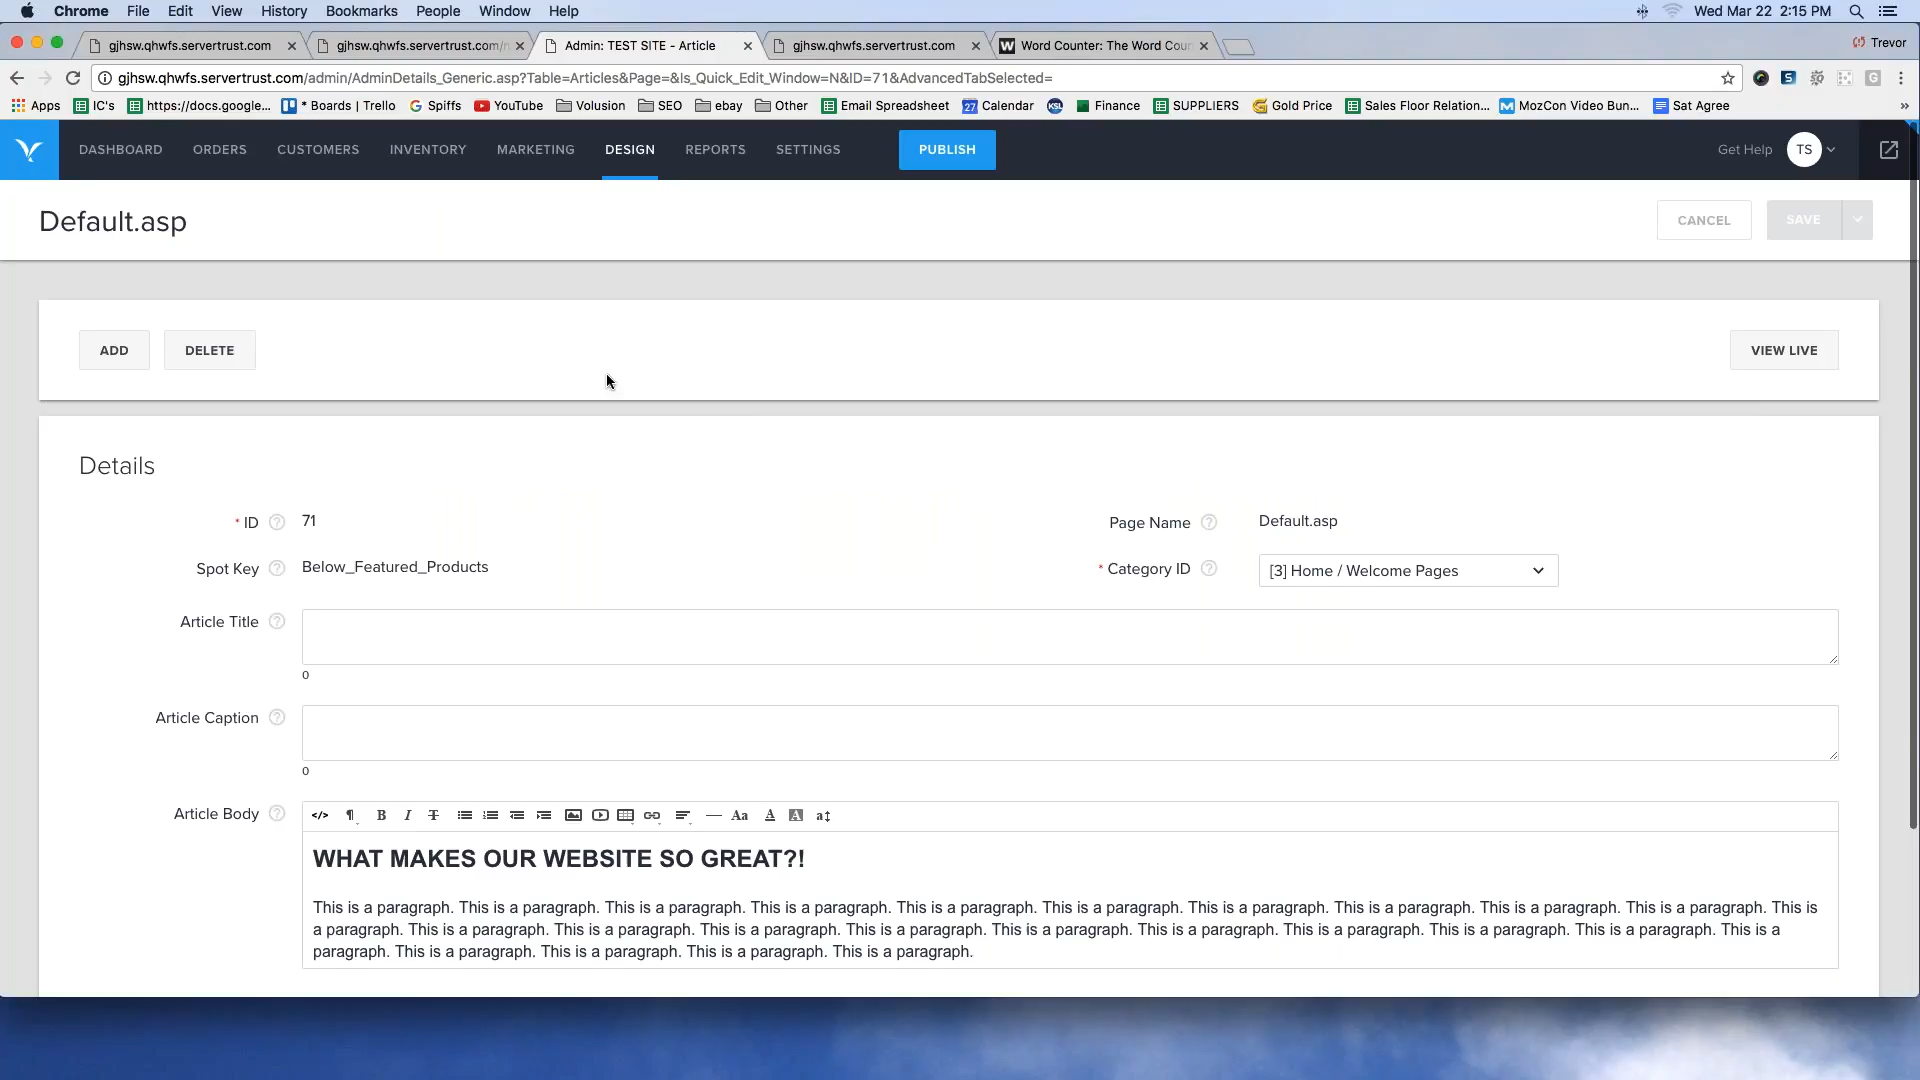 Chrome File Edit View History Bookmarks People Window Help Wed Mar 22 2:15 PM
gjhsw.qhwfs.servertrust.com gjhsw.qhwfs.servertrust.com/ Admin: TEST SITE - Article gjhsw.qhwfs.servertrust.com W Word Counter: The Word Cou Trevor
gjhsw.qhwfs.servertrust.com/admin/AdminDetails_Generic.asp?Table=Articles&Page=&Is_Quick_Edit_Window=N&ID=71&AdvancedTabSelected=
Apps IC's https://docs.google... * Boards | Trello Spiffs YouTube Volusion SEO ebay Other Email Spreadsheet 27 Calendar KSL Finance SUPPLIERS Gold Price Sales Floor Relation... MozCon Video Bun... Sat Agree »
DASHBOARD ORDERS CUSTOMERS INVENTORY MARKETING DESIGN REPORTS SETTINGS PUBLISH Get Help TS
Default.asp CANCEL SAVE
ADD DELETE VIEW LIVE
Details
* ID ? 71 Page Name ? Default.asp
Spot Key ? Below_Featured_Products * Category ID ? [3] Home / Welcome Pages
Article Title ?
0
Article Caption ?
0
Article Body ? </> ¶ B I T Aa A A a
WHAT MAKES OUR WEBSITE SO GREAT?!
This is a paragraph. This is a paragraph. This is a paragraph. This is a paragraph. This is a paragraph. This is a paragraph. This is a paragraph. This is a paragraph. This is a paragraph. This is a paragraph. This is
a paragraph. This is a paragraph. This is a paragraph. This is a paragraph. This is a paragraph. This is a paragraph. This is a paragraph. This is a paragraph. This is a paragraph. This is a paragraph. This is a
paragraph. This is a paragraph. This is a paragraph. This is a paragraph. This is a paragraph.